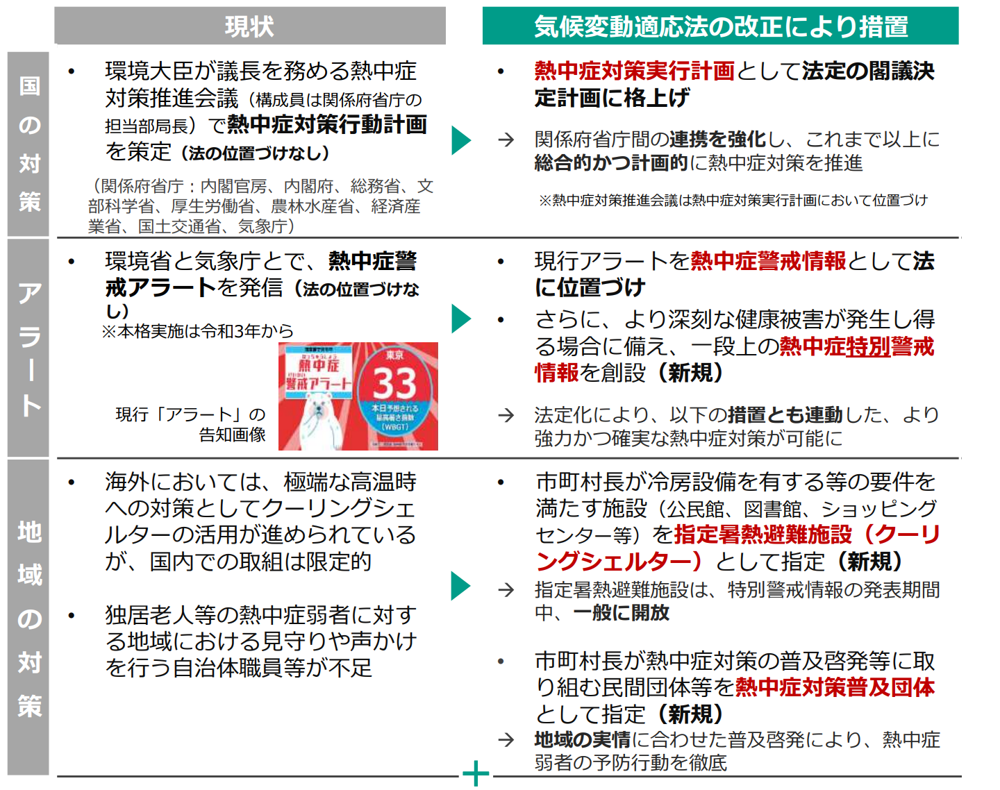 現状
気候変動適応法の改正により措置
国の対策
• 環境大臣が議長を務める熱中症
対策推進会議（構成員は関係府省庁の
担当部局長）で熱中症対策行動計画
を策定（法の位置づけなし）
（関係府省庁：内閣官房、内閣府、総務省、文
部科学省、厚生労働省、農林水産省、経済産
業省、国土交通省、気象庁）
• 熱中症対策実行計画として法定の閣議決
定計画に格上げ
→ 関係府省庁間の連携を強化し、これまで以上に
総合的かつ計画的に熱中症対策を推進
※熱中症対策推進会議は熱中症対策実行計画において位置づけ
アラート
• 環境省と気象庁とで、熱中症警
戒アラートを発信（法の位置づけな
し）
※本格実施は令和3年から
現行「アラート」の
告知画像
熱中症
警戒アラート
東京
33
本日予想される
最高暑さ指数
（WBGT）
• 現行アラートを熱中症警戒情報として法
に位置づけ
• さらに、より深刻な健康被害が発生し得
る場合に備え、一段上の熱中症特別警戒
情報を創設（新規）
→ 法定化により、以下の措置とも連動した、より
強力かつ確実な熱中症対策が可能に
地域の対策
• 海外においては、極端な高温時
への対策としてクーリングシェ
ルターの活用が進められている
が、国内での取組は限定的
• 独居老人等の熱中症弱者に対す
る地域における見守りや声かけ
を行う自治体職員等が不足
• 市町村長が冷房設備を有する等の要件を
満たす施設（公民館、図書館、ショッピング
センター等）を指定暑熱避難施設（クーリ
ングシェルター）として指定（新規）
→ 指定暑熱避難施設は、特別警戒情報の発表期間
中、一般に開放
• 市町村長が熱中症対策の普及啓発等に取
り組む民間団体等を熱中症対策普及団体
として指定（新規）
→ 地域の実情に合わせた普及啓発により、熱中症
弱者の予防行動を徹底